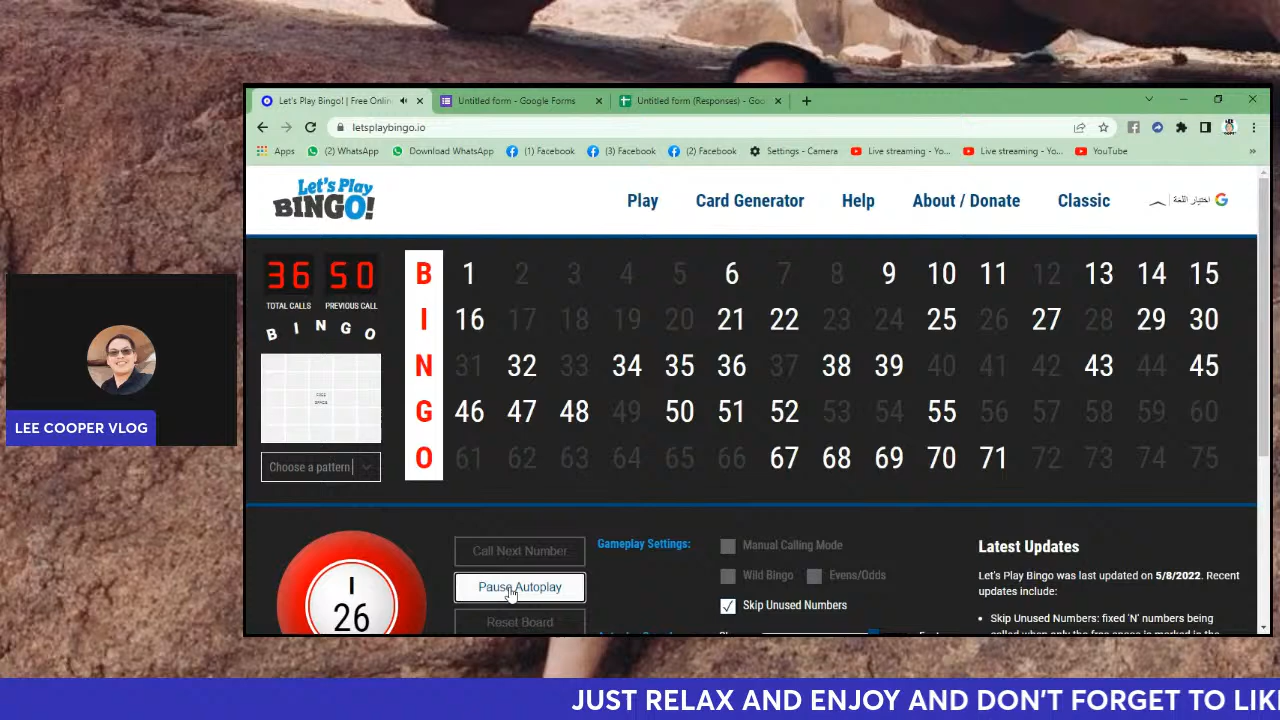 Let's Play Bingo! | Free Onlin
Untitled form - Google Forms
Untitled form (Responses) - Goo
letsplaybingo.io
Apps
(2) WhatsApp
Download WhatsApp
(1) Facebook
(3) Facebook
(2) Facebook
Settings - Camera
Live streaming - Yo...
Live streaming - Yo...
YouTube
»
Let's Play
BINGO!
Play
Card Generator
Help
About / Donate
Classic
اختيار اللغة
36 50
TOTAL CALLS PREVIOUS CALL
B I N G O
FREE SPACE
Choose a pattern
B 1 2 3 4 5 6 7 8 9 10 11 12 13 14 15
I 16 17 18 19 20 21 22 23 24 25 26 27 28 29 30
N 31 32 33 34 35 36 37 38 39 40 41 42 43 44 45
G 46 47 48 49 50 51 52 53 54 55 56 57 58 59 60
O 61 62 63 64 65 66 67 68 69 70 71 72 73 74 75
I
26
Call Next Number
Pause Autoplay
Reset Board
Gameplay Settings:
Manual Calling Mode
Wild Bingo
Evens/Odds
Skip Unused Numbers
Latest Updates
Let's Play Bingo was last updated on 5/8/2022. Recent
updates include:
Skip Unused Numbers: fixed 'N' numbers being
LEE COOPER VLOG
JUST RELAX AND ENJOY AND DON'T FORGET TO LIK